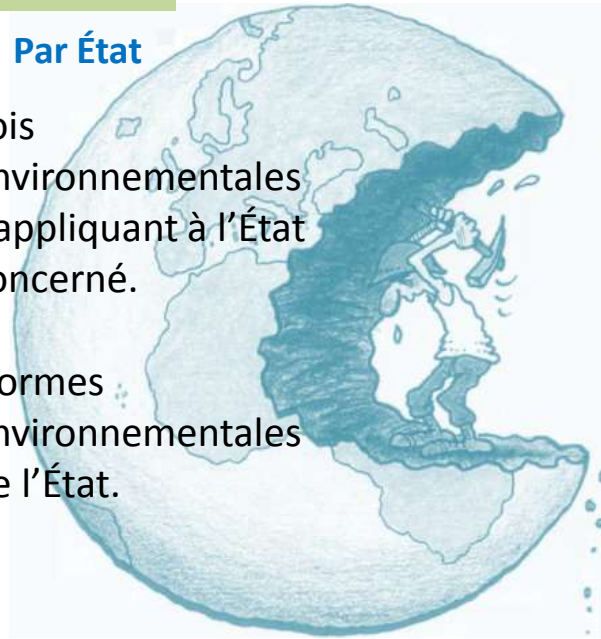 Par État
ois
nvironnementales
appliquant à l’État
oncerné.
ormes
nvironnementales
e l’État.